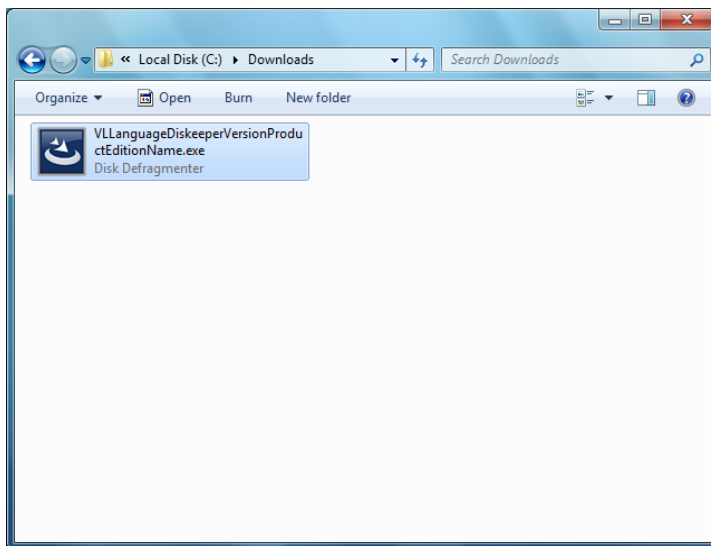 « Local Disk (C:) ▸ Downloads
Search Downloads
Organize ▾ Open Burn New folder
VLLanguageDiskeeperVersionProdu
ctEditionName.exe
Disk Defragmenter